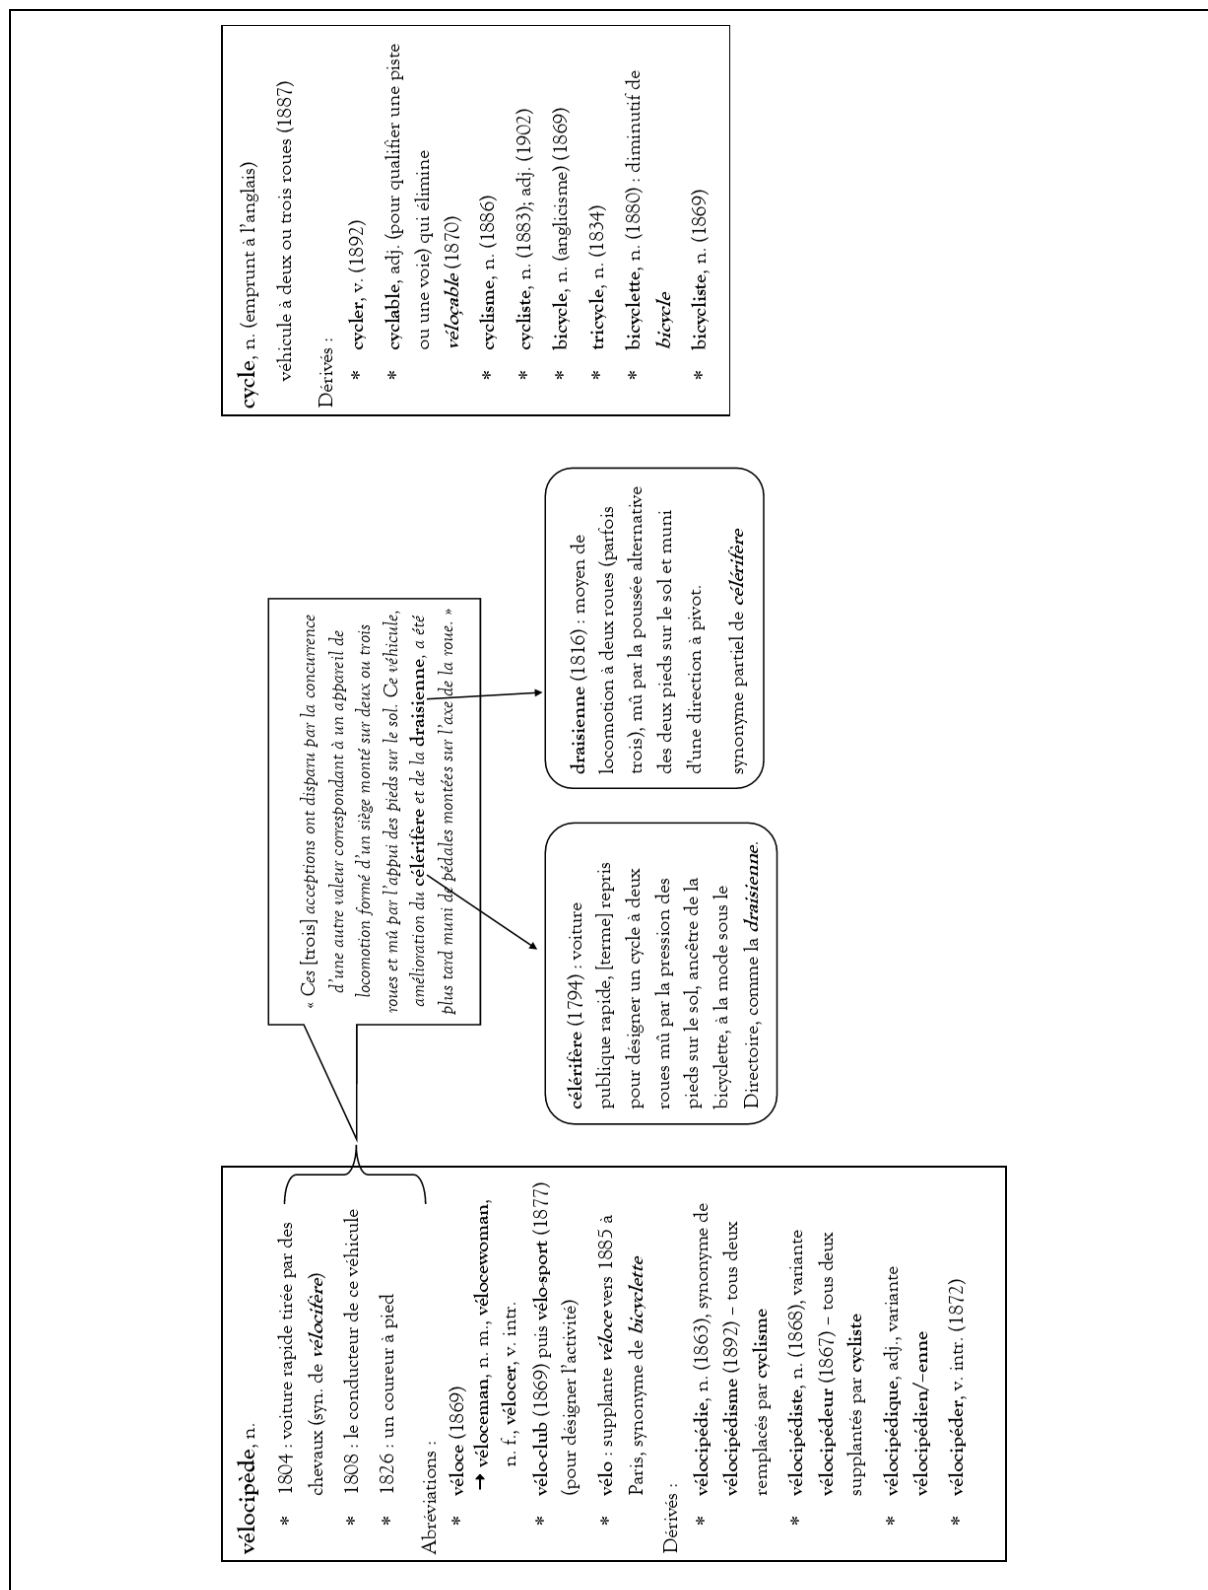 vélocipède, n.
* 1804 : voiture rapide tirée par des
chevaux (syn. de vélocifère)
* 1808 : le conducteur de ce véhicule
* 1826 : un coureur à pied
Abréviations :
* véloce (1869)
→ véloceman, n. m., vélocewoman,
n. f., vélocer, v. intr.
* vélo-club (1869) puis vélo-sport (1877)
(pour désigner l'activité)
* vélo : supplante véloce vers 1885 à
Paris, synonyme de bicyclette
Dérivés :
* vélocipédie, n. (1863), synonyme de
vélocipédisme (1892) – tous deux
remplacés par cyclisme
* vélocipédiste, n. (1868), variante
vélocipédeur (1867) – tous deux
supplantés par cycliste
* vélocipédique, adj., variante
vélocipédien/-enne
* vélocipéder, v. intr. (1872)
« Ces [trois] acceptions ont disparu par la concurrence
d'une autre valeur correspondant à un appareil de
locomotion formé d'un siège monté sur deux ou trois
roues et mû par l'appui des pieds sur le sol. Ce véhicule,
amélioration du célérifère et de la draisienne, a été
plus tard muni de pédales montées sur l'axe de la roue. »
célérifère (1794) : voiture
publique rapide, [terme] repris
pour désigner un cycle à deux
roues mû par la pression des
pieds sur le sol, ancêtre de la
bicyclette, à la mode sous le
Directoire, comme la draisienne.
draisienne (1816) : moyen de
locomotion à deux roues (parfois
trois), mû par la poussée alternative
des deux pieds sur le sol et muni
d'une direction à pivot.
synonyme partiel de célérifère
cycle, n. (emprunt à l'anglais)
véhicule à deux ou trois roues (1887)
Dérivés :
* cycler, v. (1892)
* cyclable, adj. (pour qualifier une piste
ou une voie) qui élimine
véloçable (1870)
* cyclisme, n. (1886)
* cycliste, n. (1883); adj. (1902)
* bicycle, n. (anglicisme) (1869)
* tricycle, n. (1834)
* bicyclette, n. (1880) : diminutif de
bicycle
* bicycliste, n. (1869)